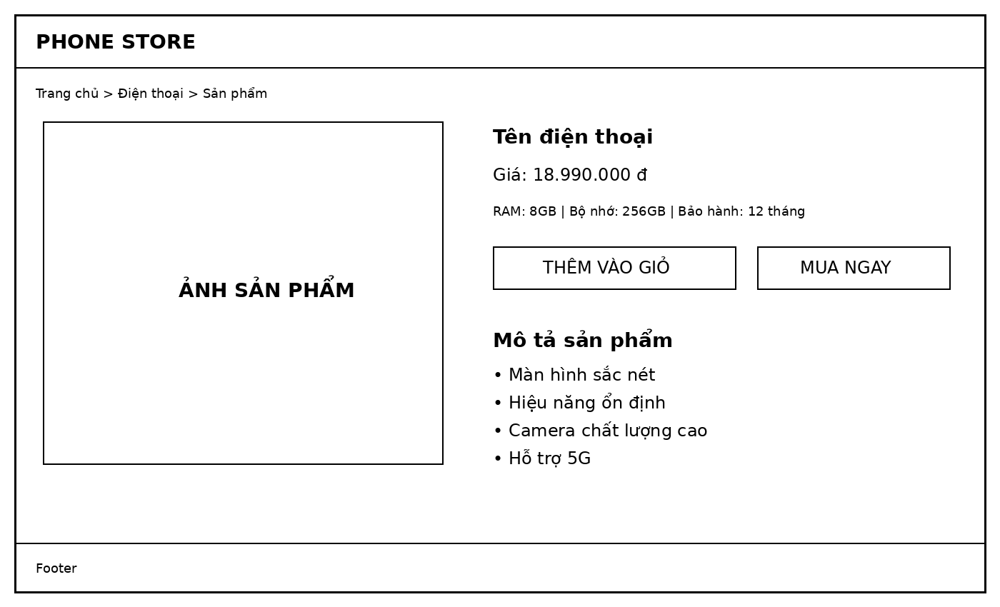 PHONE STORE
Trang chủ > Điện thoại > Sản phẩm
ẢNH SẢN PHẨM
Tên điện thoại
Giá: 18.990.000 đ
RAM: 8GB | Bộ nhớ: 256GB | Bảo hành: 12 tháng
THÊM VÀO GIỎ
MUA NGAY
Mô tả sản phẩm
• Màn hình sắc nét
• Hiệu năng ổn định
• Camera chất lượng cao
• Hỗ trợ 5G
Footer